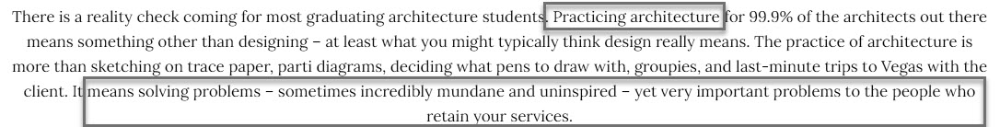 There is a reality check coming for most graduating architecture students. Practicing architecture for 99.9% of the architects out there
means something other than designing – at least what you might typically think design really means. The practice of architecture is
more than sketching on trace paper, parti diagrams, deciding what pens to draw with, groupies, and last-minute trips to Vegas with the
client. It means solving problems – sometimes incredibly mundane and uninspired – yet very important problems to the people who
retain your services.